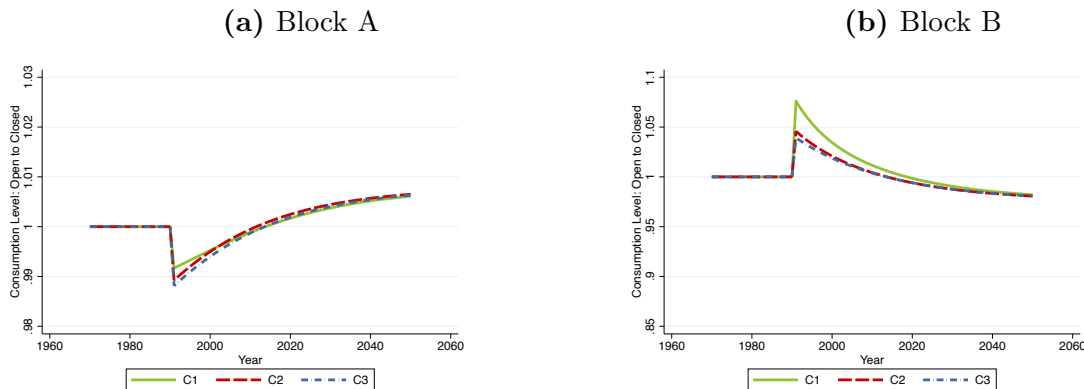 (a) Block A
Consumption Level: Open to Closed
1.03
1.02
1.01
1
.99
.98
1960
1980
2000
2020
2040
2060
Year
C1
C2
C3
(b) Block B
Consumption Level: Open to Closed
1.1
1.05
1
.95
.9
.85
1960
1980
2000
2020
2040
2060
Year
C1
C2
C3